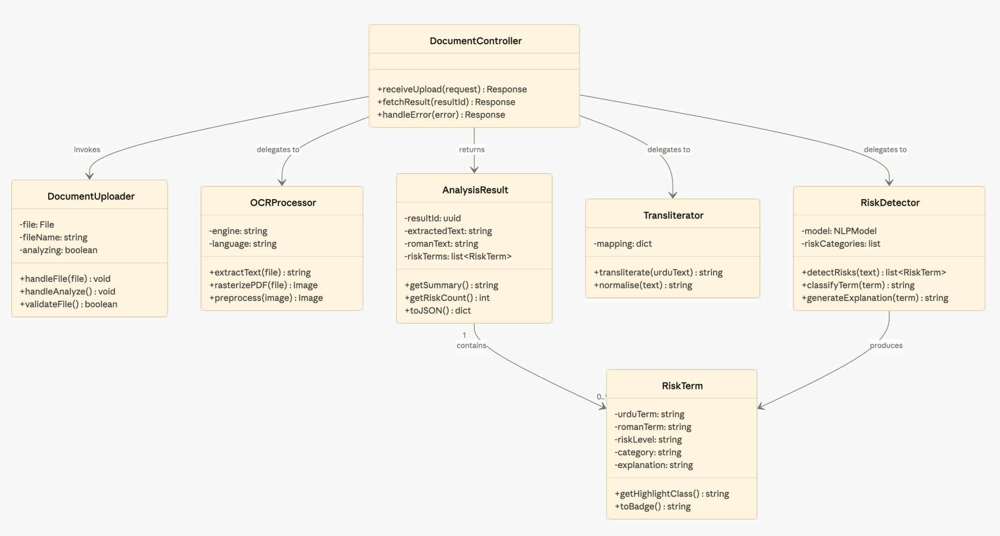 DocumentController
+receiveUpload(request) : Response
+fetchResult(resultId) : Response
+handleError(error) : Response
invokes
delegates to
returns
delegates to
delegates to
DocumentUploader
-file: File
-fileName: string
-analyzing: boolean
+handleFile(file) : void
+handleAnalyze() : void
+validateFile() : boolean
OCRProcessor
-engine: string
-language: string
+extractText(file) : string
+rasterizePDF(file) : Image
+preprocess(image) : Image
AnalysisResult
-resultId: uuid
-extractedText: string
-romanText: string
-riskTerms: list<RiskTerm>
+getSummary() : string
+getRiskCount() : int
+toJSON() : dict
Transliterator
-mapping: dict
+transliterate(urduText) : string
+normalise(text) : string
RiskDetector
-model: NLPModel
-riskCategories: list
+detectRisks(text) : list<RiskTerm>
+classifyTerm(term) : string
+generateExplanation(term) : string
1
contains
produces
0..*
RiskTerm
-urduTerm: string
-romanTerm: string
-riskLevel: string
-category: string
-explanation: string
+getHighlightClass() : string
+toBadge() : string